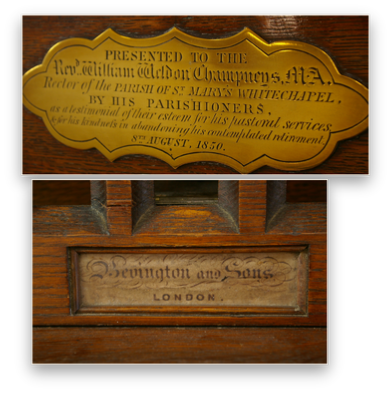 PRESENTED TO THE
Rev. William Weldon Champneys, M.A.
Rector of the PARISH OF ST MARY'S WHITECHAPEL,
BY HIS PARISHIONERS,
as a testimonial of their esteem for his pastoral services,
& for his kindness in abandoning his contemplated retirement
8TH AUGUST, 1850.
Bevington and Sons
LONDON.